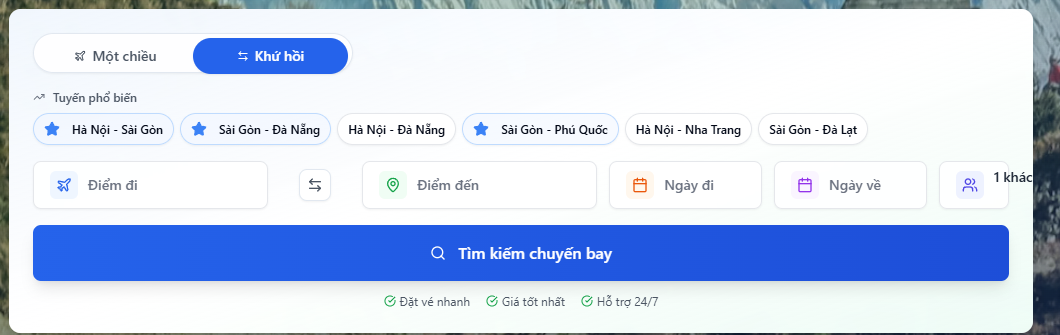 Một chiều
Khứ hồi
Tuyến phổ biến
Hà Nội - Sài Gòn
Sài Gòn - Đà Nẵng
Hà Nội - Đà Nẵng
Sài Gòn - Phú Quốc
Hà Nội - Nha Trang
Sài Gòn - Đà Lạt
Điểm đi
Điểm đến
Ngày đi
Ngày về
1 khác
Tìm kiếm chuyến bay
Đặt vé nhanh
Giá tốt nhất
Hỗ trợ 24/7